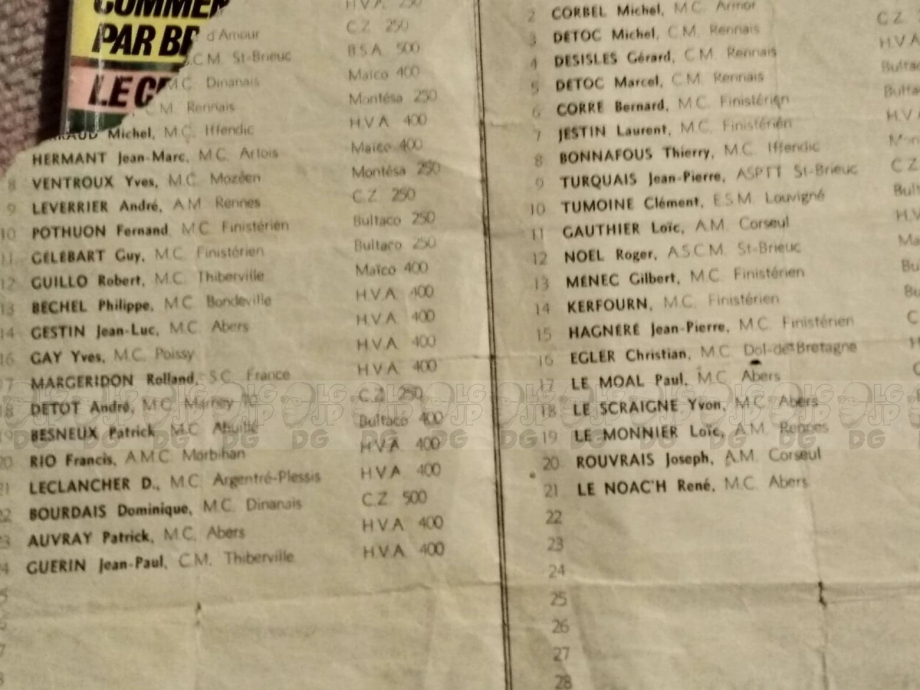 COMMEN
PAR BR
LE C
H.V.A. 250
d'Amour C.Z. 250
S.C.M. St-Brieuc B.S.A. 500
M.C. Dinanais Maïco 400
C.M. Rennais Montésa 250
RAUD Michel, M.C. Iffendic H.V.A. 400
HERMANT Jean-Marc, M.C. Artois Maïco 400
8 VENTROUX Yves, M.C. Mozéen Montésa 250
9 LEVERRIER André, A.M. Rennes C.Z. 250
10 POTHUON Fernand, M.C. Finistérien Bultaco 250
11 GÉLÉBART Guy, M.C. Finistérien Bultaco 250
12 GUILLO Robert, M.C. Thiberville Maïco 400
13 BÉCHEL Philippe, M.C. Bondeville H.V.A. 400
14 GESTIN Jean-Luc, M.C. Abers H.V.A. 400
16 GAY Yves, M.C. Poissy H.V.A. 400
17 MARGERIDON Rolland, S.C. France H.V.A. 400
18 DETOT André, M.C. C.Z. 250
19 BESNEUX Patrick, M.C. Bultaco 400
20 RIO Francis, A.M.C. Morbihan H.V.A. 400
21 LECLANCHER D., M.C. Argentré-Plessis H.V.A. 400
22 BOURDAIS Dominique, M.C. Dinanais C.Z. 500
23 AUVRAY Patrick, M.C. Abers H.V.A. 400
24 GUERIN Jean-Paul, C.M. Thiberville H.V.A. 400
2 CORBEL Michel, M.C. Armor
3 DETOC Michel, C.M. Rennais C.Z.
4 DESISLES Gérard, C.M. Rennais H.V.A
5 DETOC Marcel, C.M. Rennais Bultac
6 CORRE Bernard, M.C. Finistérien Bulta
7 JESTIN Laurent, M.C. Finistérien H.V.
8 BONNAFOUS Thierry, M.C. Iffendic
9 TURQUAIS Jean-Pierre, ASPTT St-Brieuc C.Z
10 TUMOINE Clément, E.S.M. Louvigné Bulta
11 GAUTHIER Loïc, A.M. Corseul H.V.
12 NOEL Roger, A.S.C.M. St-Brieuc Ma
13 MENEC Gilbert, M.C. Finistérien Bu
14 KERFOURN, M.C. Finistérien Bu
15 HAGNERE Jean-Pierre, M.C. Finistérien C
16 EGLER Christian, M.C. Dol-de-Bretagne
17 LE MOAL Paul, M.C. Abers
18 LE SCRAIGNE Yvon, M.C. Abers
19 LE MONNIER Loïc, A.M. Rennes
20 ROUVRAIS Joseph, A.M. Corseul
21 LE NOAC'H René, M.C. Abers
22
23
24
25
26
27
28